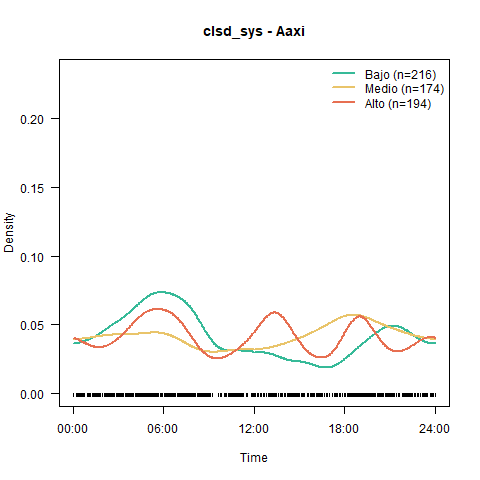 clsd_sys - Aaxi
Bajo (n=216)
Medio (n=174)
Alto (n=194)
0.20
0.15
0.10
0.05
0.00
Density
00:00 06:00 12:00 18:00 24:00
Time